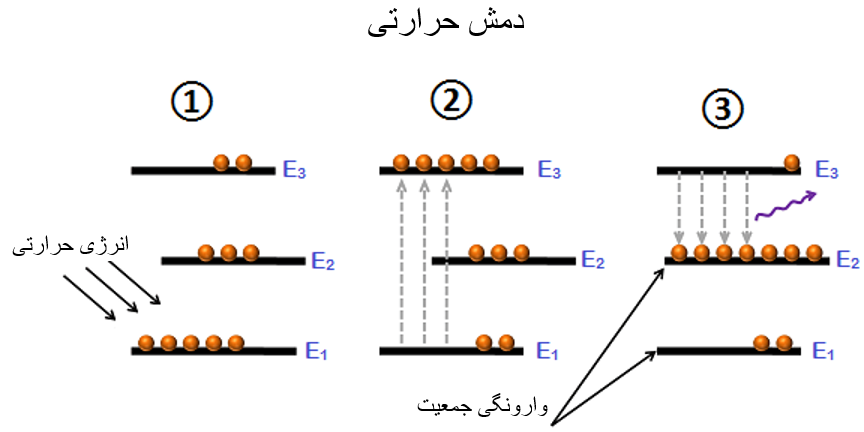 دمش حرارتی
① ② ③
E₃ E₃ E₃
انرژی حرارتی
E₂ E₂ E₂
E₁ E₁ E₁
وارونگی جمعیت